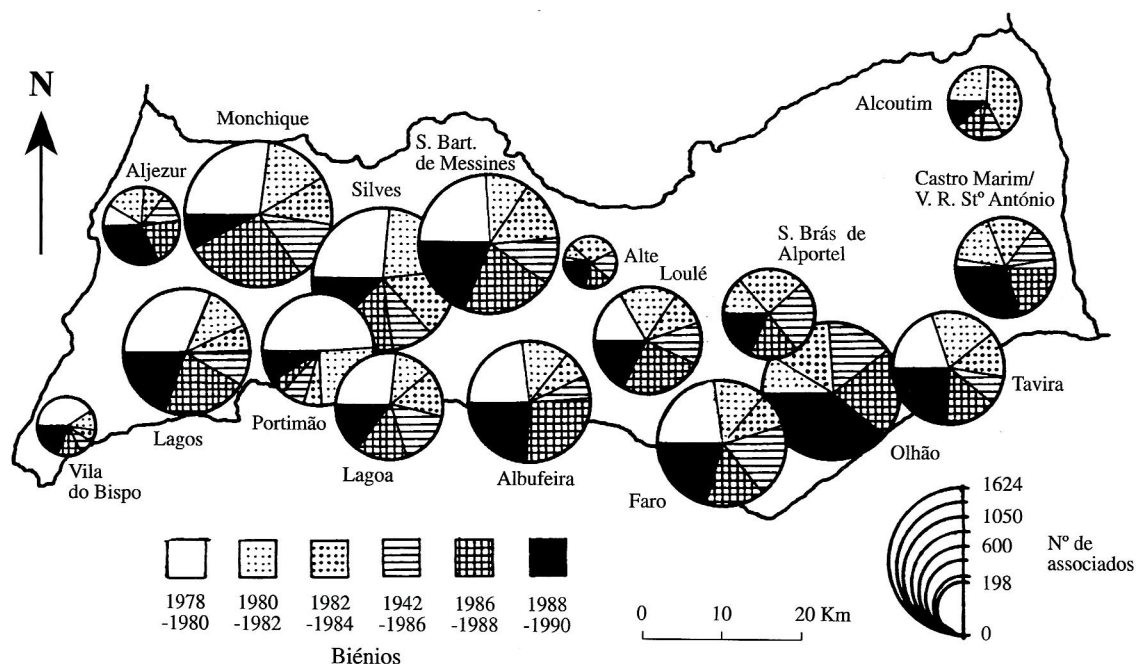 N
Monchique
Aljezur
Silves
S. Bart.
de Messines
Alcoutim
Castro Marim/
V. R. Stº António
S. Brás de
Alportel
Alte
Loulé
Tavira
Olhão
Faro
Albufeira
Lagoa
Portimão
Lagos
Vila
do Bispo
1978
-1980
1980
-1982
1982
-1984
1942
-1986
1986
-1988
1988
-1990
Biénios
0 10 20 Km
1624
1050
600
198
0
Nº de
associados